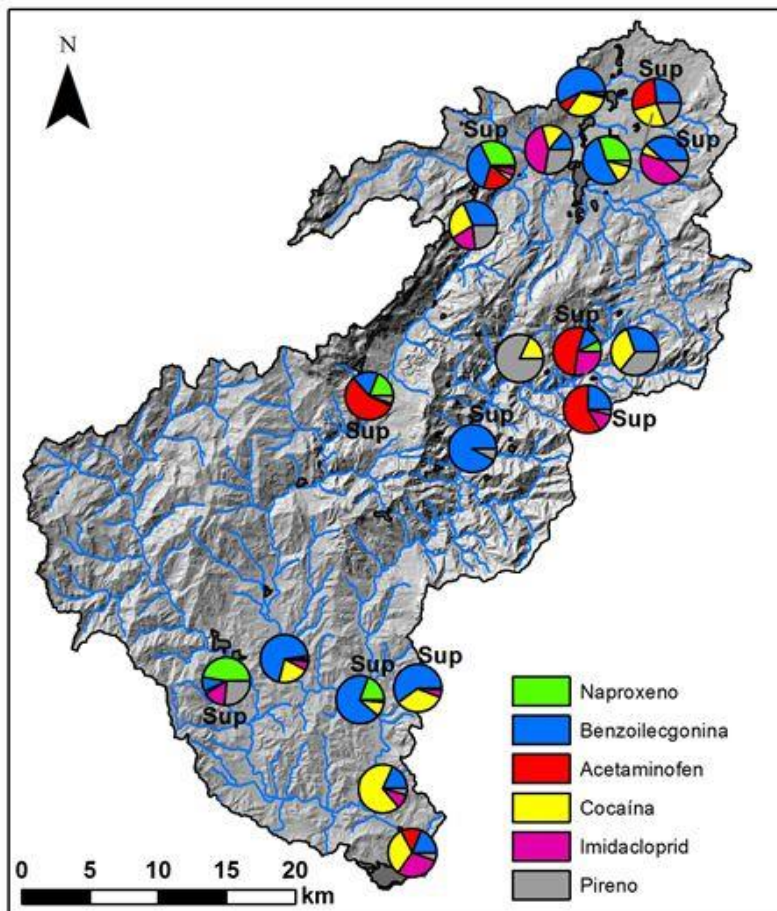 N
Sup
Sup
Sup
Sup
Sup
Sup
Sup
Sup
Sup
Sup
Naproxeno
Benzoilecgonina
Acetaminofen
Cocaína
Imidacloprid
Pireno
0 5 10 15 20
km